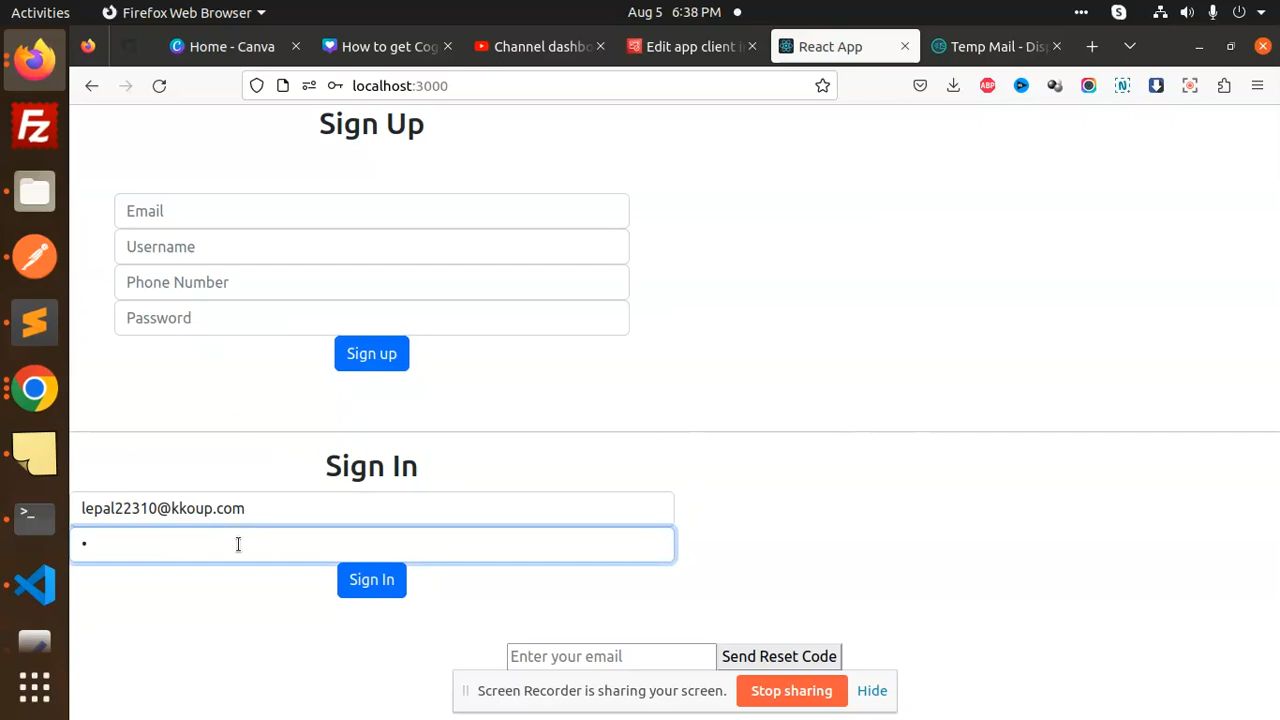 Activities Firefox Web Browser Aug 5 6:38 PM
Home - Canva How to get Cog Channel dashb Edit app client i React App Temp Mail - Disp
localhost:3000
Sign Up
Email
Username
Phone Number
Password
Sign up
Sign In
lepal22310@kkoup.com
Sign In
Enter your email Send Reset Code
Screen Recorder is sharing your screen. Stop sharing Hide